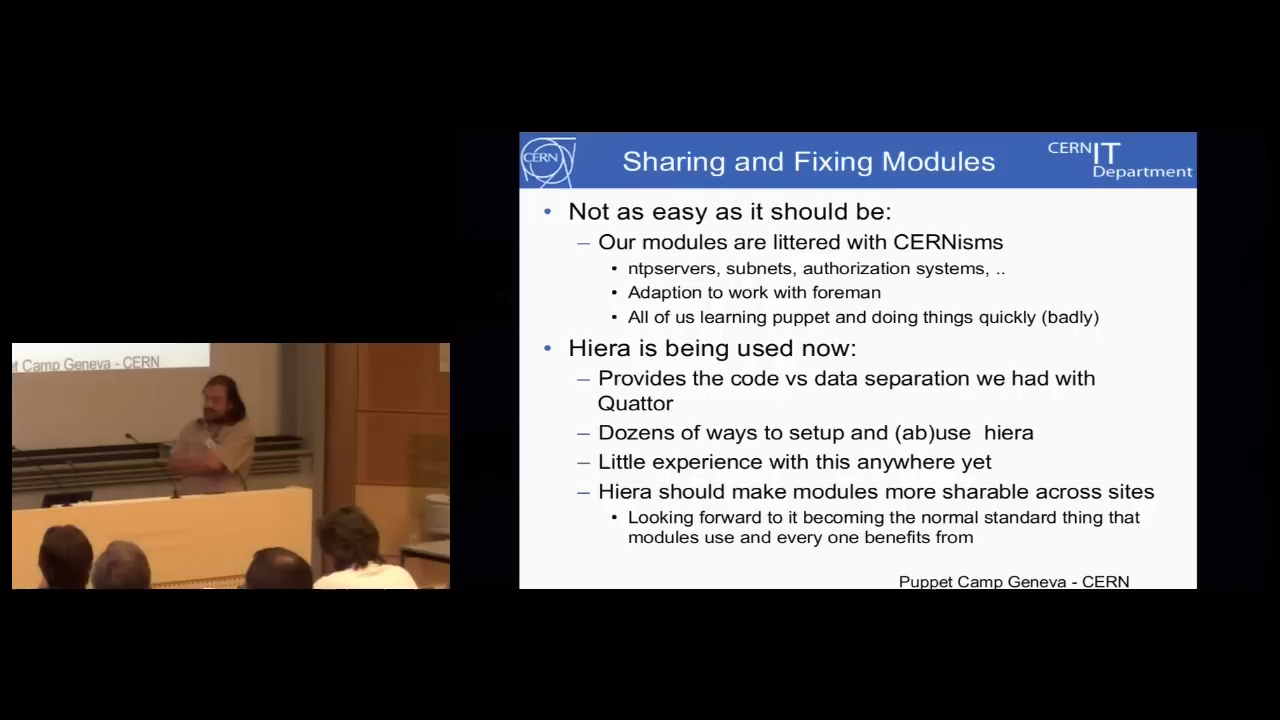 CERN
Sharing and Fixing Modules
CERN IT
Department
• Not as easy as it should be:
– Our modules are littered with CERNisms
• ntpservers, subnets, authorization systems, ..
• Adaption to work with foreman
• All of us learning puppet and doing things quickly (badly)
• Hiera is being used now:
– Provides the code vs data separation we had with
Quattor
– Dozens of ways to setup and (ab)use hiera
– Little experience with this anywhere yet
– Hiera should make modules more sharable across sites
• Looking forward to it becoming the normal standard thing that
modules use and every one benefits from
Puppet Camp Geneva - CERN
et Camp Geneva - CERN